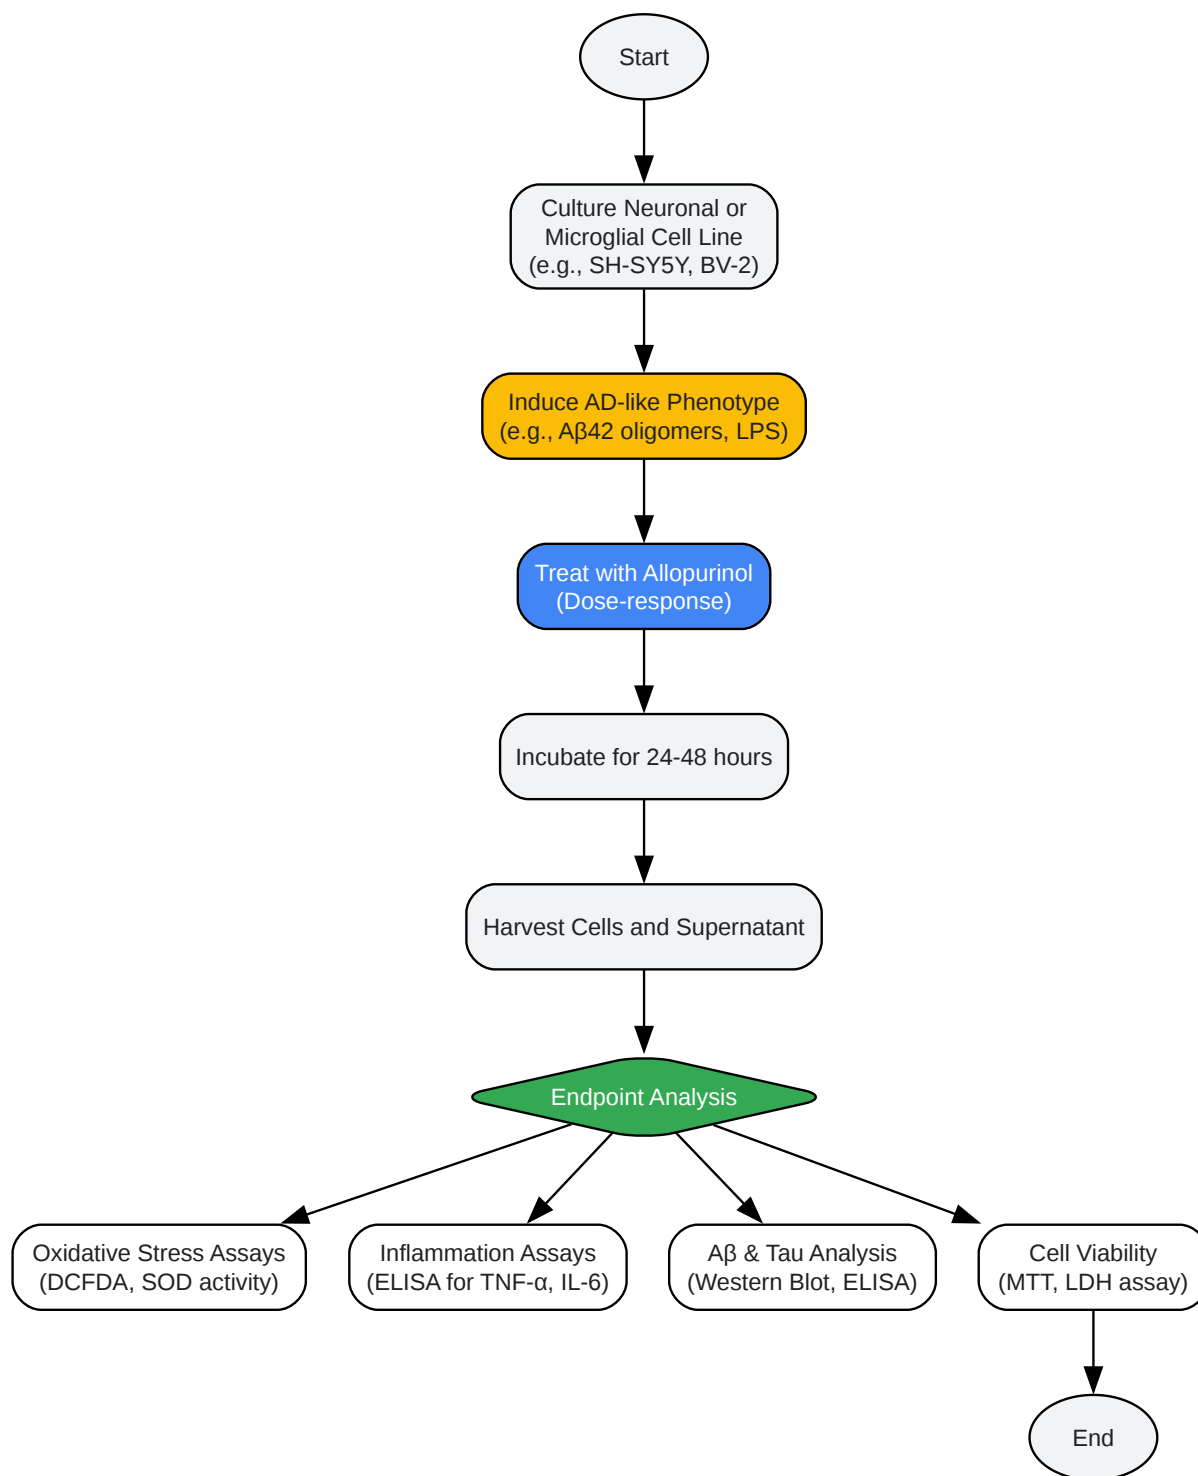 Start
Culture Neuronal or
Microglial Cell Line
(e.g., SH-SY5Y, BV-2)
Induce AD-like Phenotype
(e.g., Aβ42 oligomers, LPS)
Treat with Allopurinol
(Dose-response)
Incubate for 24-48 hours
Harvest Cells and Supernatant
Endpoint Analysis
Oxidative Stress Assays
(DCFDA, SOD activity)
Inflammation Assays
(ELISA for TNF-α, IL-6)
Aβ & Tau Analysis
(Western Blot, ELISA)
Cell Viability
(MTT, LDH assay)
End